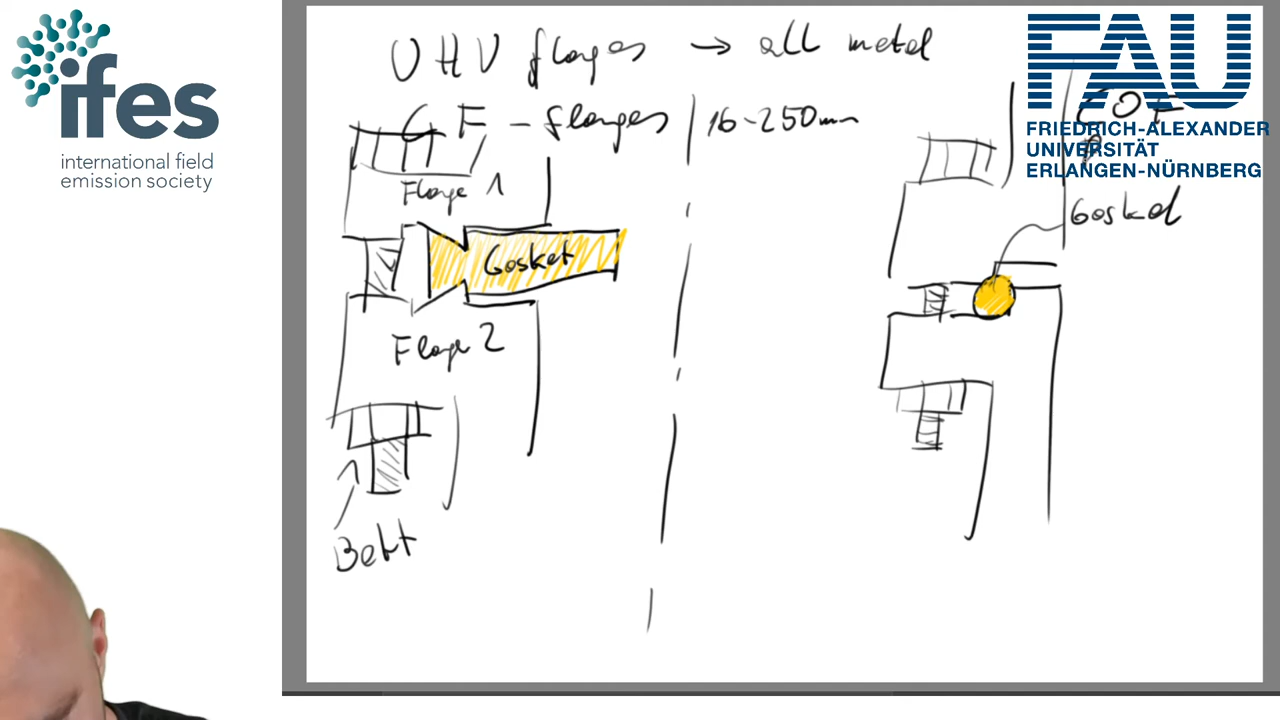 ifes
international field
emission society
FAU
FRIEDRICH-ALEXANDER
UNIVERSITÄT
ERLANGEN-NÜRNBERG
UHV flanges → all metal
CF - flanges 16-250mm
Flange 1
Gasket
Flange 2
Gasket